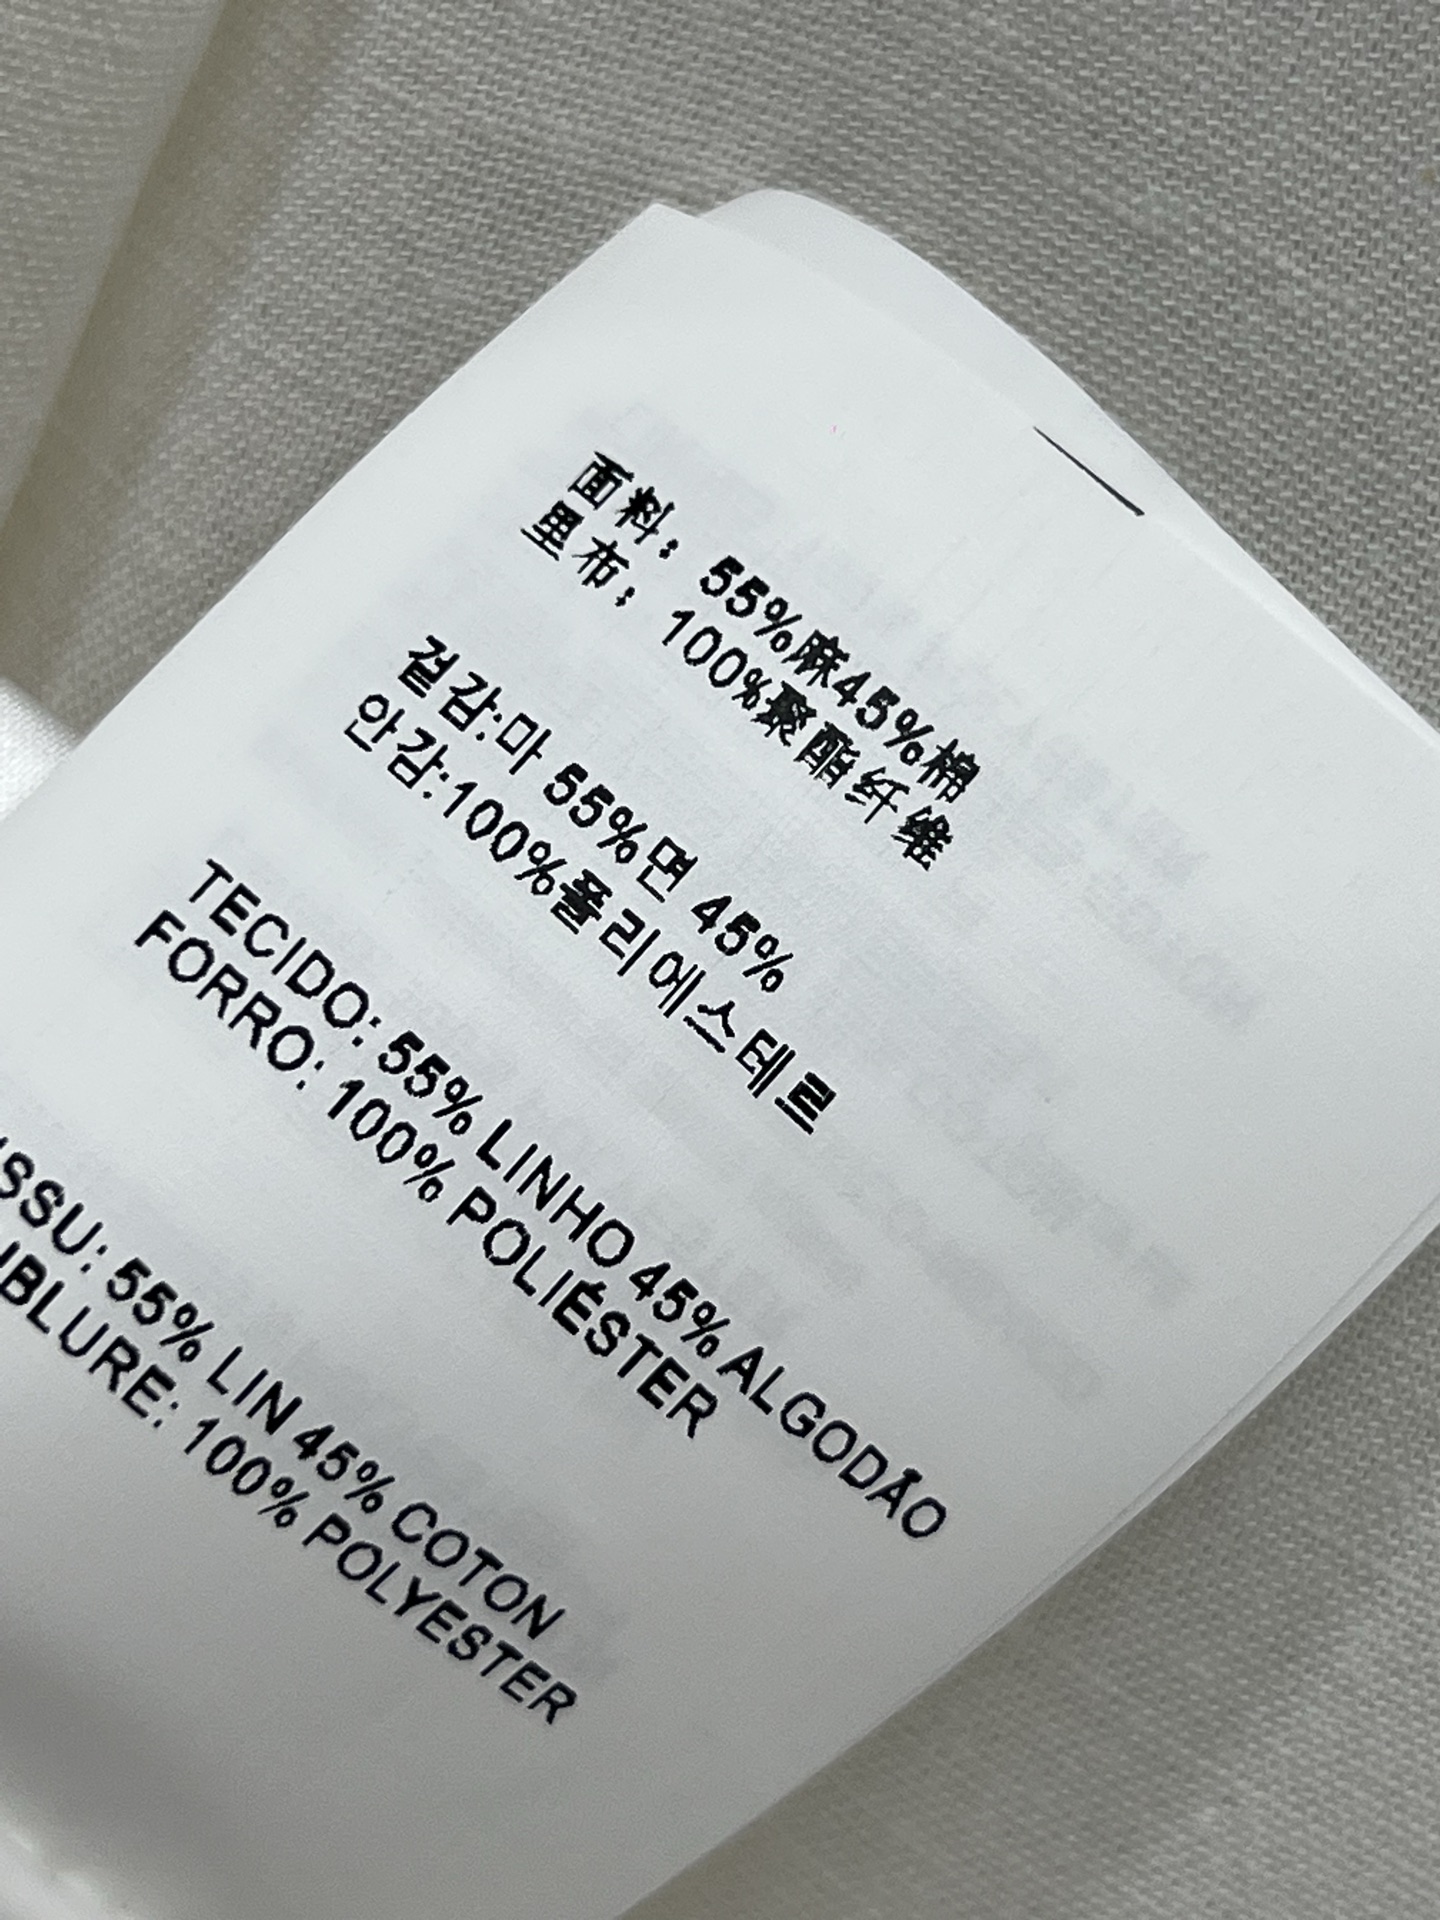 面料：55%麻45%棉
里布：100%聚酯纤维
겉감:마 55%면 45%
안감:100%폴리에스테르
TECIDO: 55% LINHO 45% ALGODÃO
FORRO: 100% POLIÉSTER
ISSU: 55% LIN 45% COTON
UBLURE: 100% POLYESTER